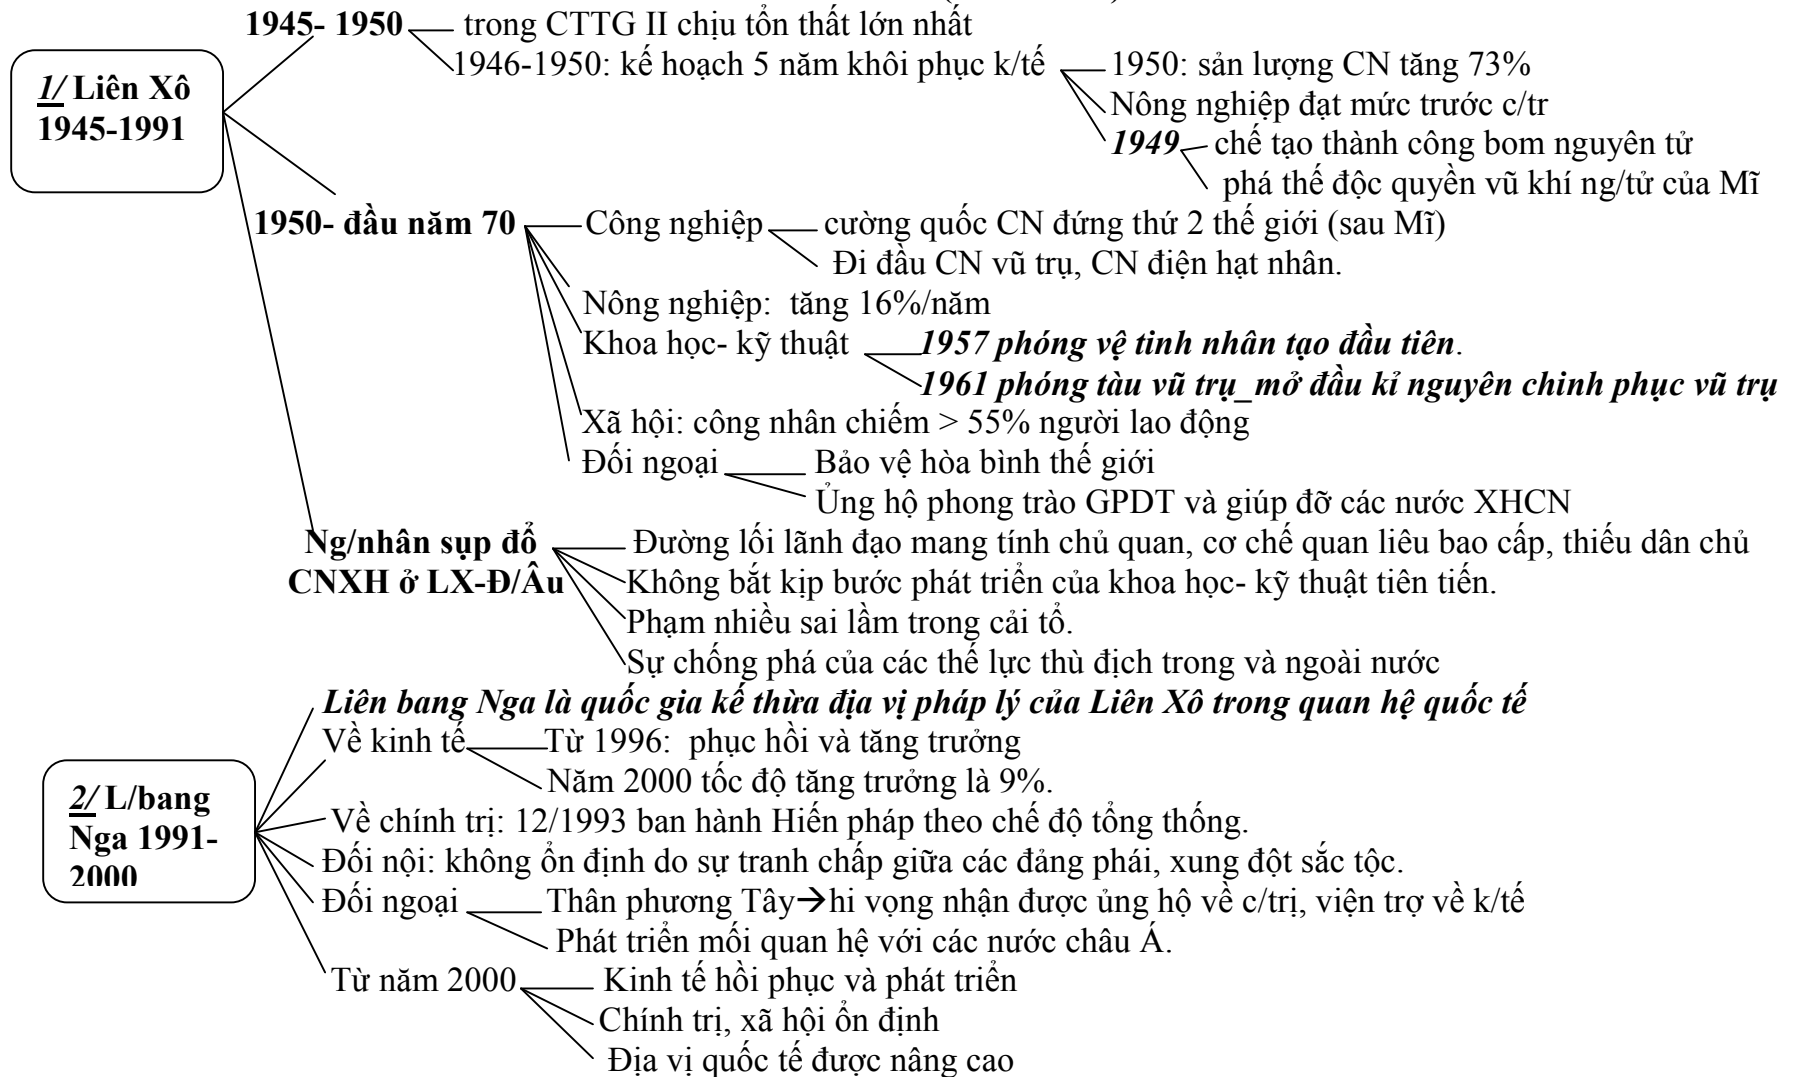 1945- 1950 trong CTTG II chịu tổn thất lớn nhất
1946-1950: kế hoạch 5 năm khôi phục k/tế 1950: sản lượng CN tăng 73%
1/ Liên Xô
1945-1991
Nông nghiệp đạt mức trước c/tr
1949 chế tạo thành công bom nguyên tử
phá thế độc quyền vũ khí ng/tử của Mĩ
1950- đầu năm 70 Công nghiệp cường quốc CN đứng thứ 2 thế giới (sau Mĩ)
Đi đầu CN vũ trụ, CN điện hạt nhân.
Nông nghiệp: tăng 16%/năm
Khoa học- kỹ thuật 1957 phóng vệ tinh nhân tạo đầu tiên.
1961 phóng tàu vũ trụ_mở đầu kỉ nguyên chinh phục vũ trụ
Xã hội: công nhân chiếm > 55% người lao động
Đối ngoại Bảo vệ hòa bình thế giới
Ủng hộ phong trào GPDT và giúp đỡ các nước XHCN
Ng/nhân sụp đổ Đường lối lãnh đạo mang tính chủ quan, cơ chế quan liêu bao cấp, thiếu dân chủ
CNXH ở LX-Đ/Âu Không bắt kịp bước phát triển của khoa học- kỹ thuật tiên tiến.
Phạm nhiều sai lầm trong cải tổ.
Sự chống phá của các thế lực thù địch trong và ngoài nước
Liên bang Nga là quốc gia kế thừa địa vị pháp lý của Liên Xô trong quan hệ quốc tế
Về kinh tế Từ 1996: phục hồi và tăng trưởng
Năm 2000 tốc độ tăng trưởng là 9%.
2/ L/bang
Nga 1991-
2000
Về chính trị: 12/1993 ban hành Hiến pháp theo chế độ tổng thống.
Đối nội: không ổn định do sự tranh chấp giữa các đảng phái, xung đột sắc tộc.
Đối ngoại Thân phương Tây→hi vọng nhận được ủng hộ về c/trị, viện trợ về k/tế
Phát triển mối quan hệ với các nước châu Á.
Từ năm 2000 Kinh tế hồi phục và phát triển
Chính trị, xã hội ổn định
Địa vị quốc tế được nâng cao